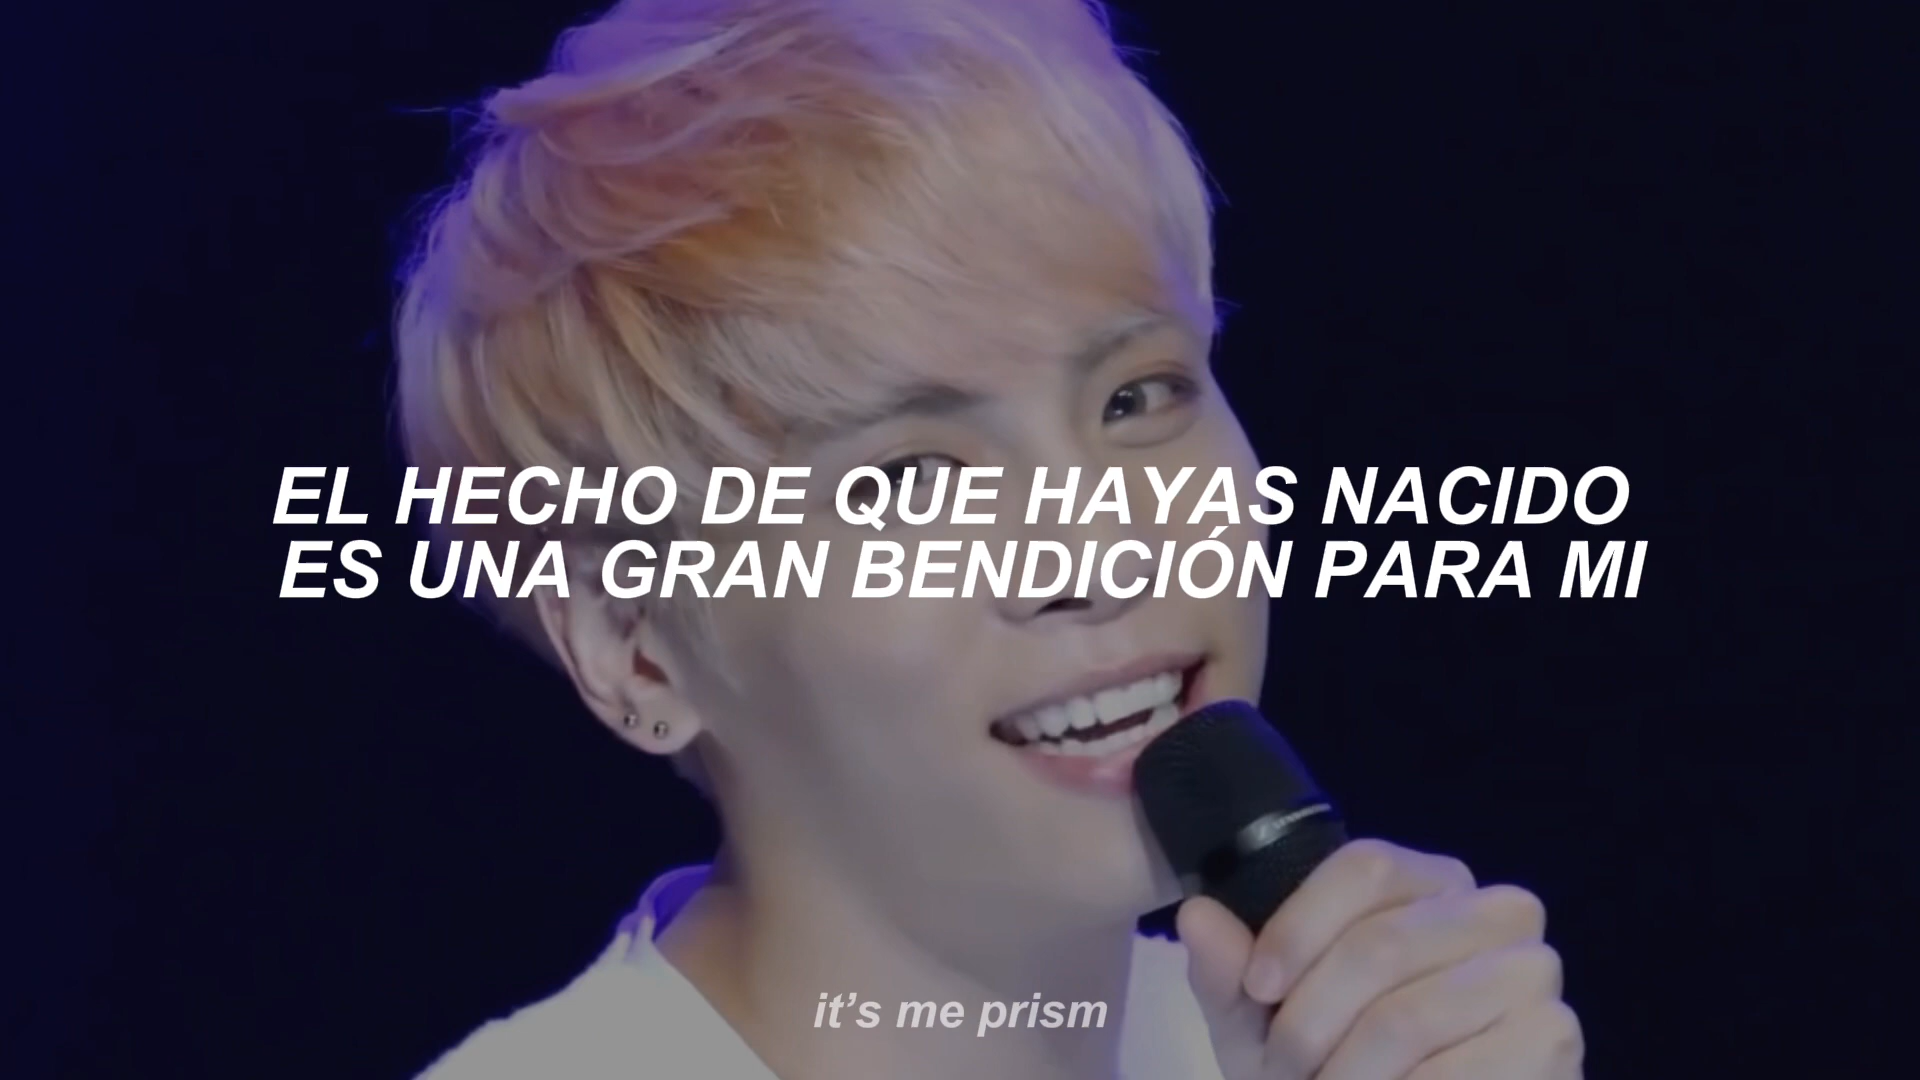 EL HECHO DE QUE HAYAS NACIDO
ES UNA GRAN BENDICIÓN PARA MI
it's me prism